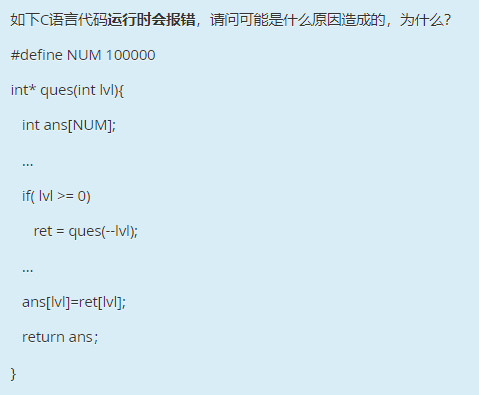 如下C语言代码运行时会报错，请问可能是什么原因造成的，为什么？
#define NUM 100000
int* ques(int lvl){
int ans[NUM];
...
if( lvl >= 0)
ret = ques(--lvl);
...
ans[lvl]=ret[lvl];
return ans；
}